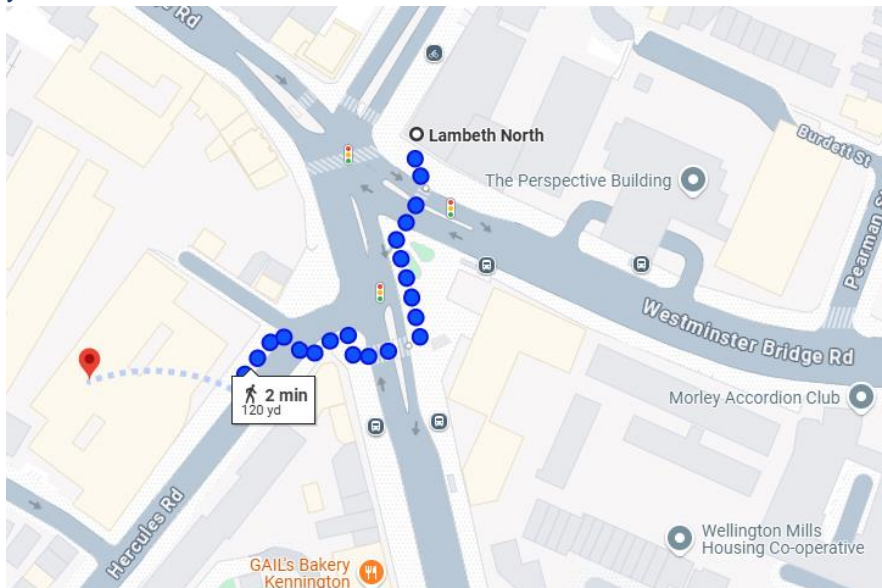 Lambeth North
The Perspective Building
Burdett St
Pearman St
Westminster Bridge Rd
2 min
120 yd
Morley Accordion Club
Hercules Rd
GAIL's Bakery
Kennington
Wellington Mills
Housing Co-operative